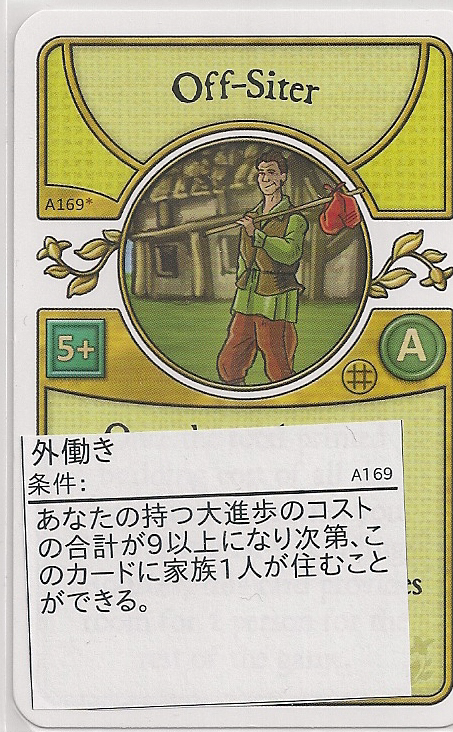 Off-Siter
A169*
5+
A
外働き
条件:
A169
あなたの持つ大進歩のコスト
の合計が9以上になり次第、こ
のカードに家族1人が住むこと
ができる。
es